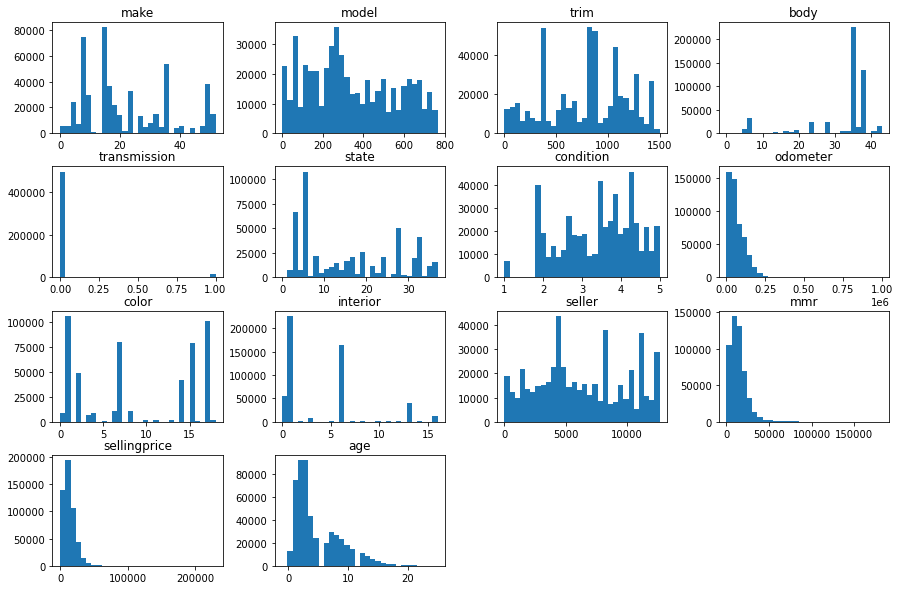 make
80000
60000
40000
20000
0
0 20 40
model
30000
20000
10000
0
0 200 400 600 800
trim
40000
20000
0
0 500 1000 1500
body
200000
150000
100000
50000
0
0 10 20 30 40
transmission
400000
200000
0
0.00 0.25 0.50 0.75 1.00
state
100000
75000
50000
25000
0
0 10 20 30
condition
40000
30000
20000
10000
0
1 2 3 4 5
odometer
150000
100000
50000
0
0.00 0.25 0.50 0.75 1.00
1e6
color
100000
75000
50000
25000
0
0 5 10 15
interior
200000
150000
100000
50000
0
0 5 10 15
seller
40000
30000
20000
10000
0
0 5000 10000
mmr
150000
100000
50000
0
0 50000 100000 150000
sellingprice
200000
150000
100000
50000
0
0 100000 200000
age
80000
60000
40000
20000
0
0 10 20